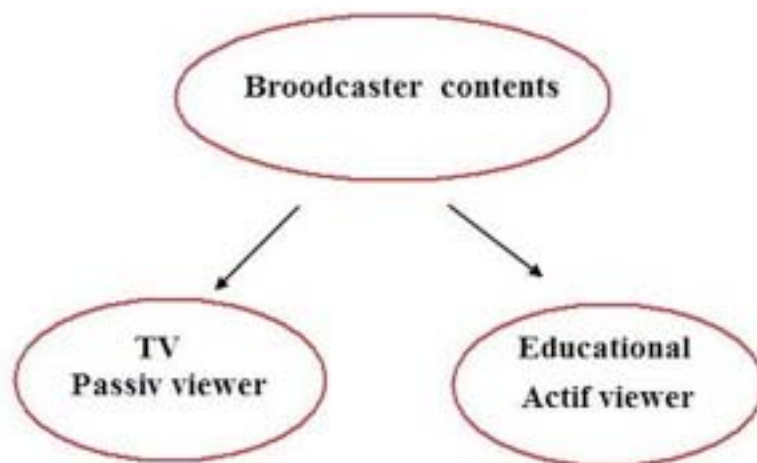 Broodcaster contents
TV
Passiv viewer
Educational
Actif viewer